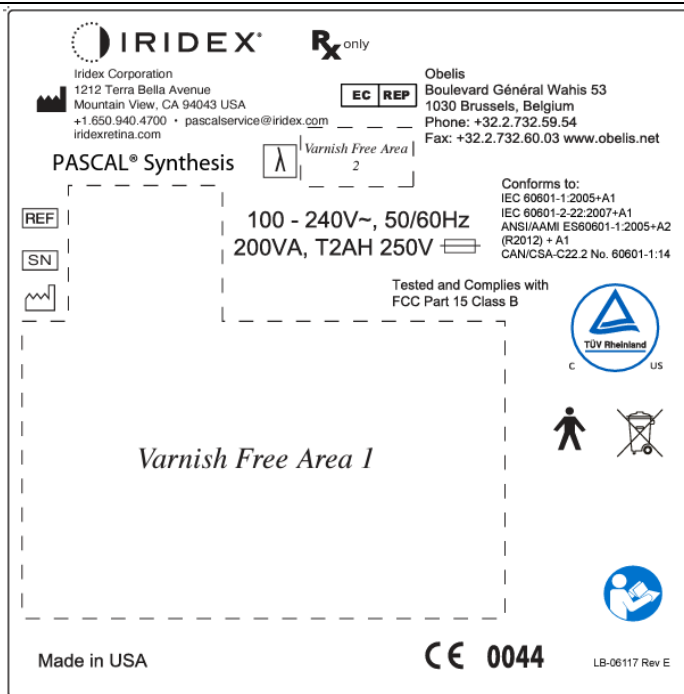 IRIDEX®
Rx only
Iridex Corporation
1212 Terra Bella Avenue
Mountain View, CA 94043 USA
+1.650.940.4700 • pascalservice@iridex.com
iridexretina.com
EC REP
Obelis
Boulevard Général Wahis 53
1030 Brussels, Belgium
Phone: +32.2.732.59.54
Fax: +32.2.732.60.03 www.obelis.net
PASCAL® Synthesis
λ
Varnish Free Area
2
Conforms to:
IEC 60601-1:2005+A1
IEC 60601-2-22:2007+A1
ANSI/AAMI ES60601-1:2005+A2
(R2012) + A1
CAN/CSA-C22.2 No. 60601-1:14
REF
SN
100 - 240V~, 50/60Hz
200VA, T2AH 250V
Tested and Complies with
FCC Part 15 Class B
TÜV Rheinland
C US
Varnish Free Area 1
Made in USA
CE 0044
LB-06117 Rev E